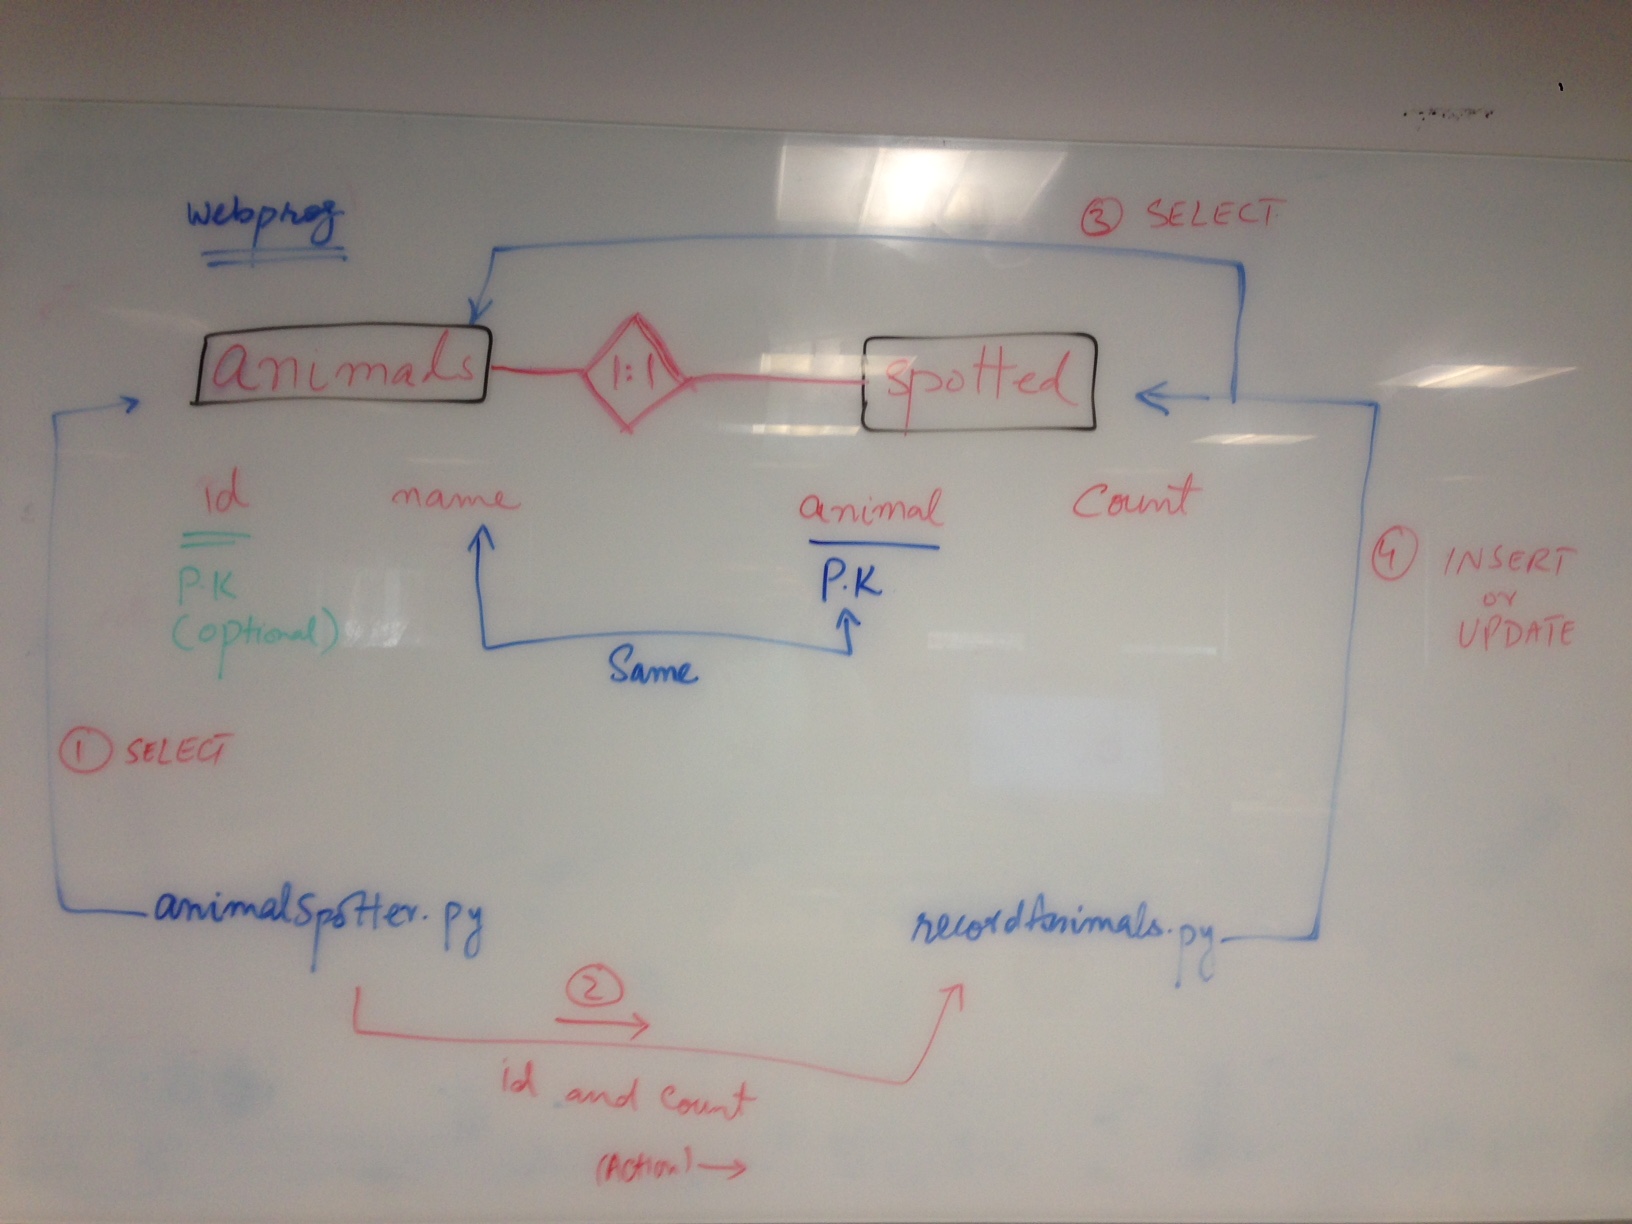 webprog
③ SELECT
animals
1:1
spotted
id
name
animal
Count
P.K
(optional)
P.K
Same
④ INSERT
or
UPDATE
① SELECT
animalSpotter.py
recordAnimals.py
②
id and count
(Action) →